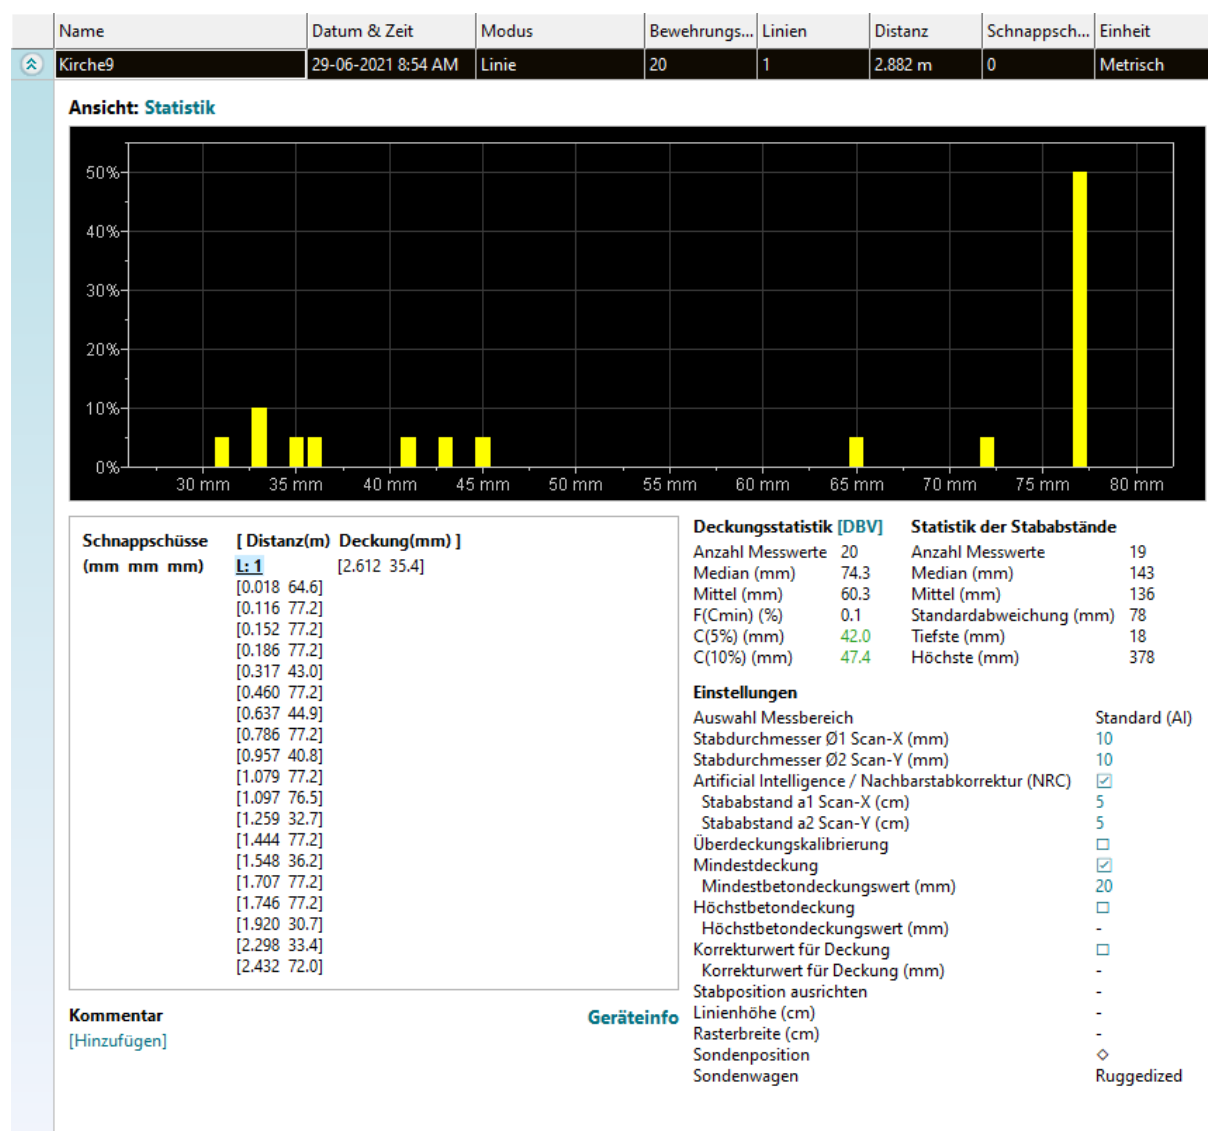 Name Datum & Zeit Modus Bewehrungs... Linien Distanz Schnappsch... Einheit
Kirche9 29-06-2021 8:54 AM Linie 20 1 2.882 m 0 Metrisch
Ansicht: Statistik
50%
40%
30%
20%
10%
0%
30 mm 35 mm 40 mm 45 mm 50 mm 55 mm 60 mm 65 mm 70 mm 75 mm 80 mm
Schnappschüsse [ Distanz(m) Deckung(mm) ]
(mm mm mm) L: 1 [2.612 35.4]
[0.018 64.6]
[0.116 77.2]
[0.152 77.2]
[0.186 77.2]
[0.317 43.0]
[0.460 77.2]
[0.637 44.9]
[0.786 77.2]
[0.957 40.8]
[1.079 77.2]
[1.097 76.5]
[1.259 32.7]
[1.444 77.2]
[1.548 36.2]
[1.707 77.2]
[1.746 77.2]
[1.920 30.7]
[2.298 33.4]
[2.432 72.0]
Kommentar
[Hinzufügen]
Geräteinfo
Deckungsstatistik [DBV]
Anzahl Messwerte 20
Median (mm) 74.3
Mittel (mm) 60.3
F(Cmin) (%) 0.1
C(5%) (mm) 42.0
C(10%) (mm) 47.4
Statistik der Stababstände
Anzahl Messwerte 19
Median (mm) 143
Mittel (mm) 136
Standardabweichung (mm) 78
Tiefste (mm) 18
Höchste (mm) 378
Einstellungen
Auswahl Messbereich Standard (AI)
Stabdurchmesser Ø1 Scan-X (mm) 10
Stabdurchmesser Ø2 Scan-Y (mm) 10
Artificial Intelligence / Nachbarstabkorrektur (NRC)
Stababstand a1 Scan-X (cm) 5
Stababstand a2 Scan-Y (cm) 5
Überdeckungskalibrierung
Mindestdeckung
Mindestbetondeckungswert (mm) 20
Höchstbetondeckung
Höchstbetondeckungswert (mm) -
Korrekturwert für Deckung
Korrekturwert für Deckung (mm) -
Stabposition ausrichten -
Linienhöhe (cm) -
Rasterbreite (cm) -
Sondenposition
Sondenwagen Ruggedized